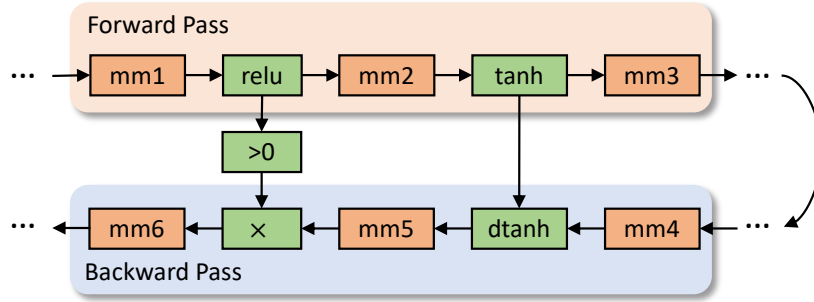 Forward Pass
... mm1 relu mm2 tanh mm3 ...
>0
... mm6 × mm5 dtanh mm4 ...
Backward Pass